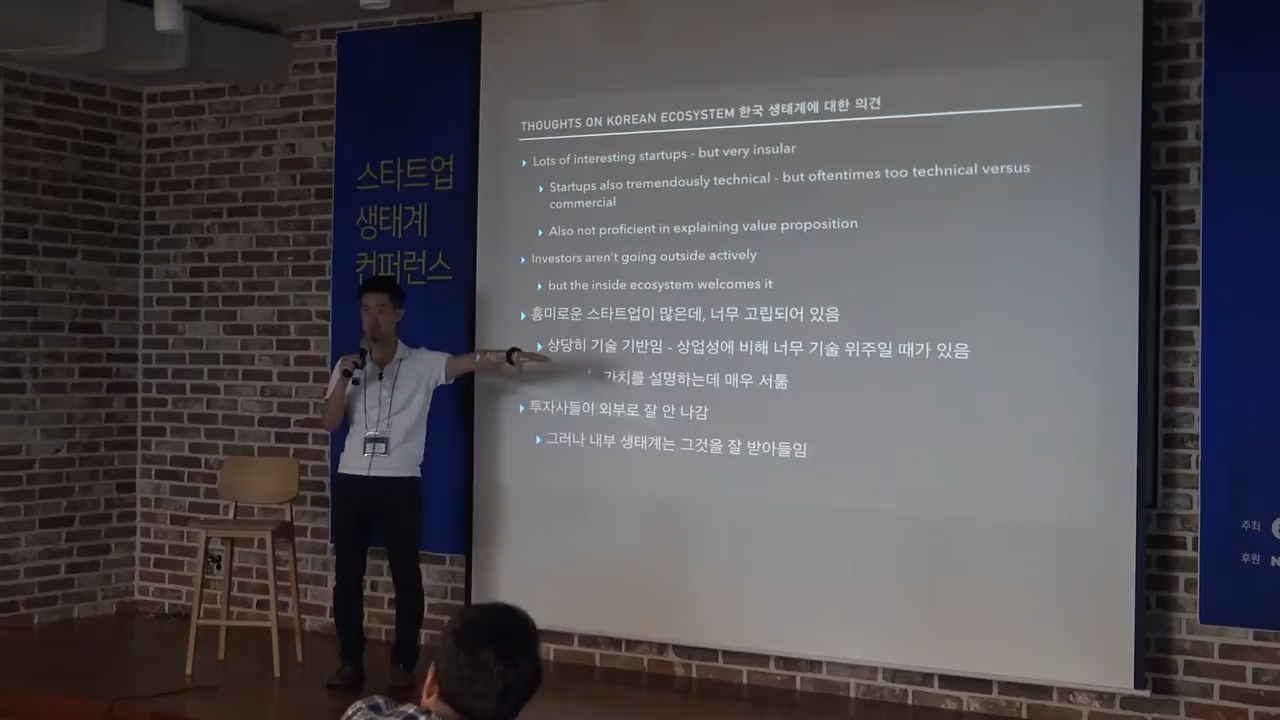 스타트업
생태계
컨퍼런스
THOUGHTS ON KOREAN ECOSYSTEM 한국 생태계에 대한 의견
Lots of interesting startups - but very insular
Startups also tremendously technical - but oftentimes too technical versus
commercial
Also not proficient in explaining value proposition
Investors aren't going outside actively
but the inside ecosystem welcomes it
흥미로운 스타트업이 많은데, 너무 고립되어 있음
상당히 기술 기반임 - 상업성에 비해 너무 기술 위주일 때가 있음
가치를 설명하는데 매우 서툶
투자사들이 외부로 잘 안 나감
그러나 내부 생태계는 그것을 잘 받아들임
주최
후원